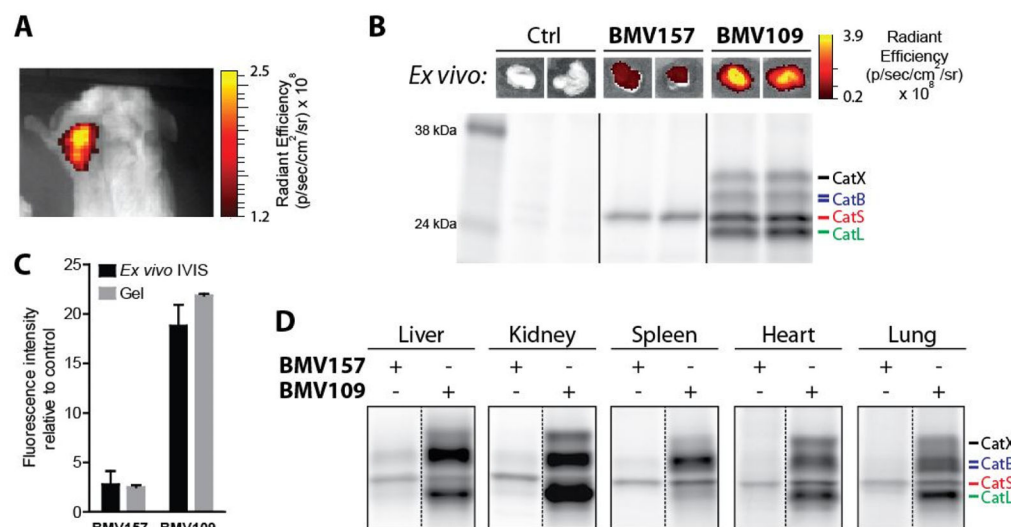 A
2.5
1.2
Radiant Efficiency
(p/sec/cm²/sr) x 10⁸
B
Ctrl
BMV157
BMV109
Ex vivo:
3.9
0.2
Radiant
Efficiency
(p/sec/cm²/sr)
x 10⁸
38 kDa
24 kDa
CatX
CatB
CatS
CatL
C
25
20
15
10
5
0
Fluorescence intensity
relative to control
Ex vivo IVIS
Gel
BMV157 BMV109
D
Liver Kidney Spleen Heart Lung
BMV157 + - + - + - + - + -
BMV109 - + - + - + - + - +
CatX
CatB
CatS
CatL